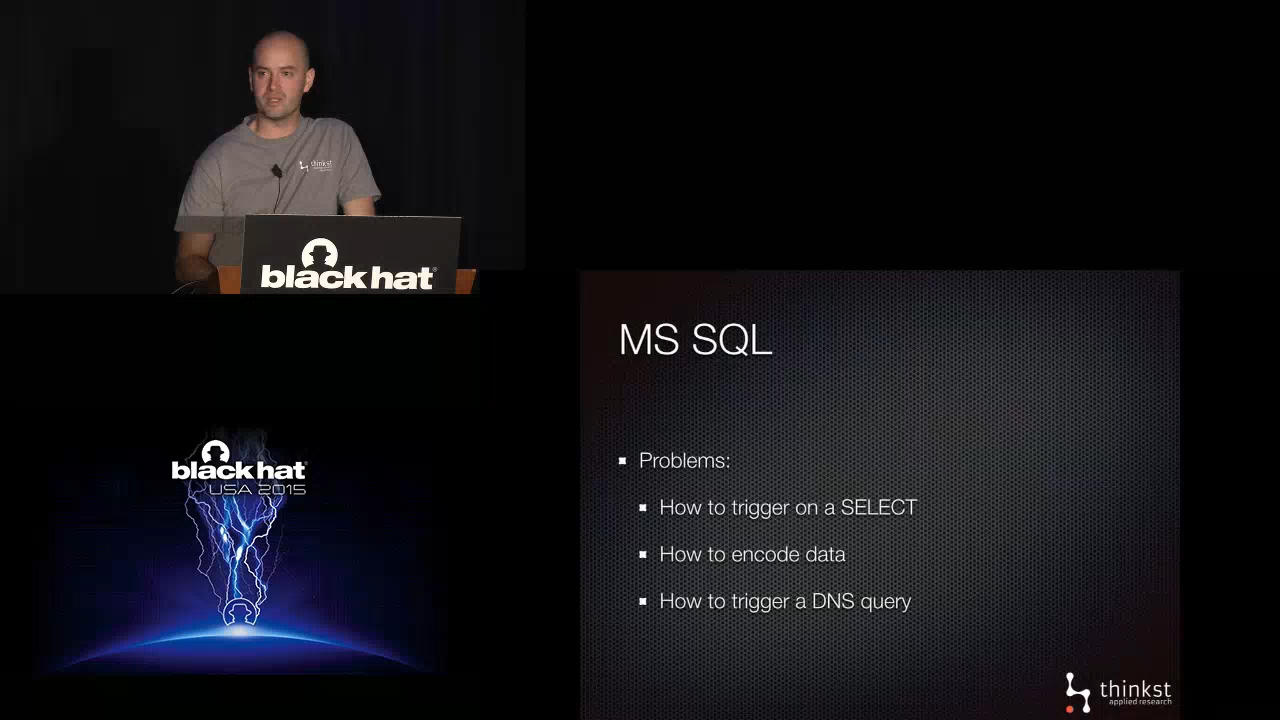 thinkst
black hat®
MS SQL
Problems:
How to trigger on a SELECT
How to encode data
How to trigger a DNS query
black hat®
USA 2015
thinkst
applied research